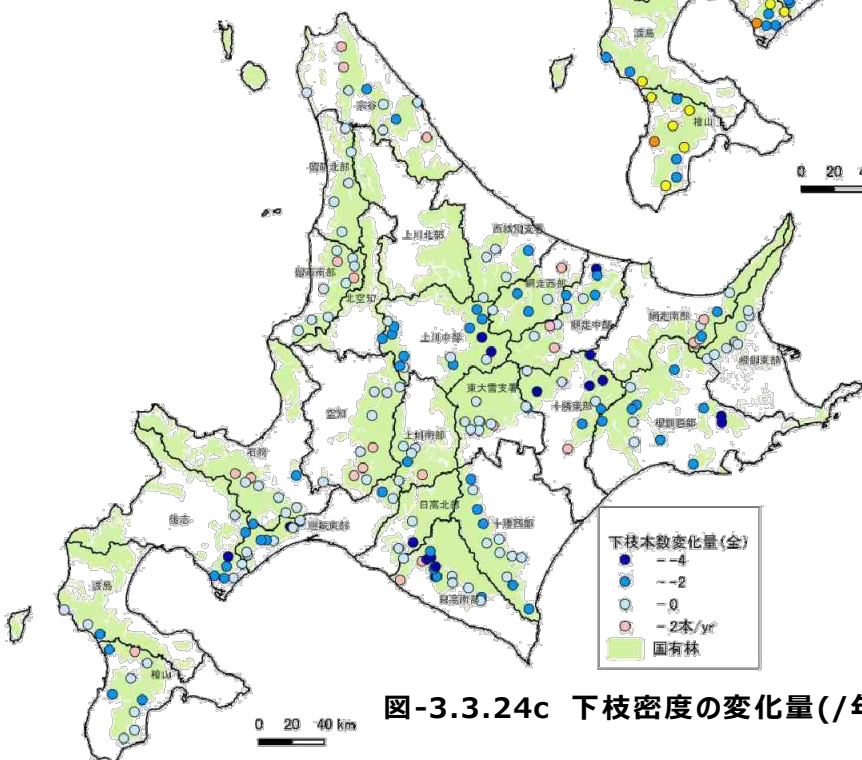 渡島
檜山
0 20 4
宗谷
留萌北部
上川北部
西紋別支署
留萌南部
網走西部
北空知
網走南部
上川中部
網走中部
根釧東部
東大雪支署
空知
十勝東部
上川南部
根釧西部
石狩
日高北部
後志
十勝西部
胆振東部
渡島
日高南部
檜山
下枝本数変化量(全)
- -4
- -2
- 0
- 2本/yr
国有林
0 20 40 km
図-3.3.24c 下枝密度の変化量(/年